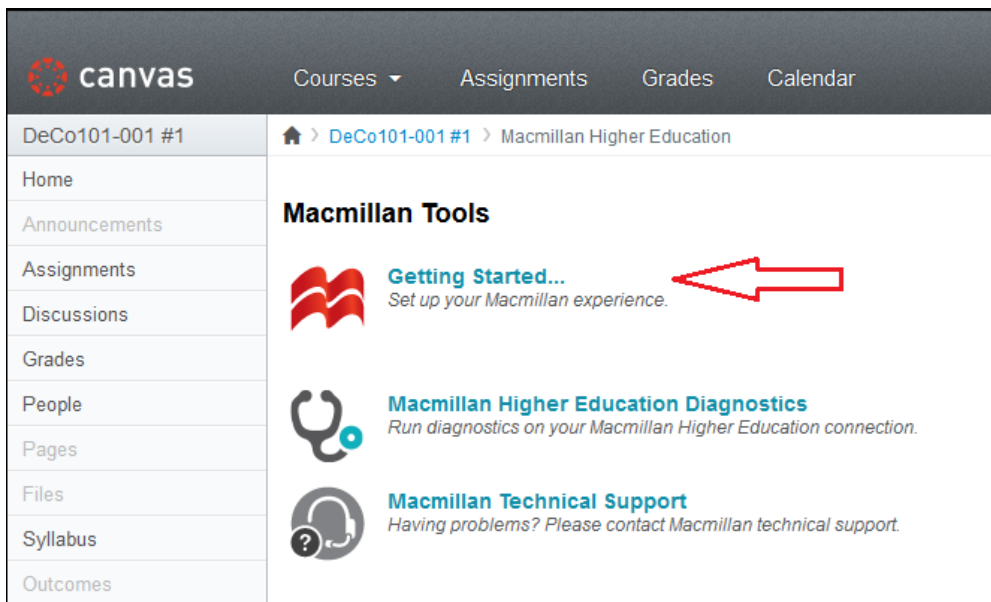 canvas
Courses
Assignments
Grades
Calendar
DeCo101-001 #1
DeCo101-001 #1 > Macmillan Higher Education
Home
Announcements
Assignments
Discussions
Grades
People
Pages
Files
Syllabus
Outcomes
Macmillan Tools
Getting Started...
Set up your Macmillan experience.
Macmillan Higher Education Diagnostics
Run diagnostics on your Macmillan Higher Education connection.
?
Macmillan Technical Support
Having problems? Please contact Macmillan technical support.